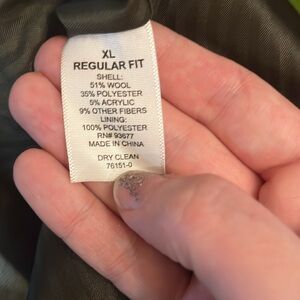 XL
REGULAR FIT
SHELL:
51% WOOL
35% POLYESTER
5% ACRYLIC
9% OTHER FIBERS
LINING:
100% POLYESTER
RN# 93677
MADE IN CHINA
DRY CLEAN
76151-0